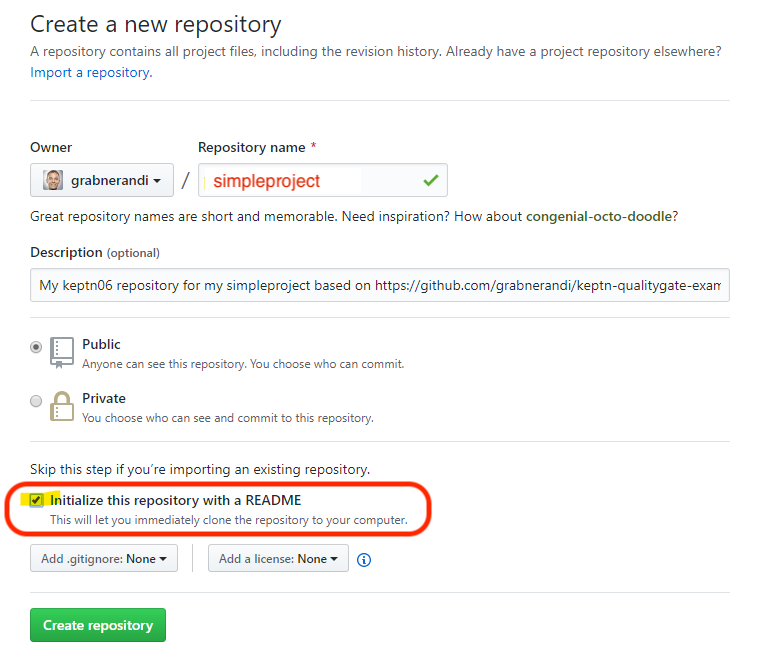 Create a new repository
A repository contains all project files, including the revision history. Already have a project repository elsewhere?
Import a repository.
Owner Repository name *
grabnerandi / simpleproject
Great repository names are short and memorable. Need inspiration? How about congenial-octo-doodle?
Description (optional)
My keptn06 repository for my simpleproject based on https://github.com/grabnerandi/keptn-qualitygate-exam
Public
Anyone can see this repository. You choose who can commit.
Private
You choose who can see and commit to this repository.
Skip this step if you’re importing an existing repository.
Initialize this repository with a README
This will let you immediately clone the repository to your computer.
Add .gitignore: None Add a license: None
Create repository